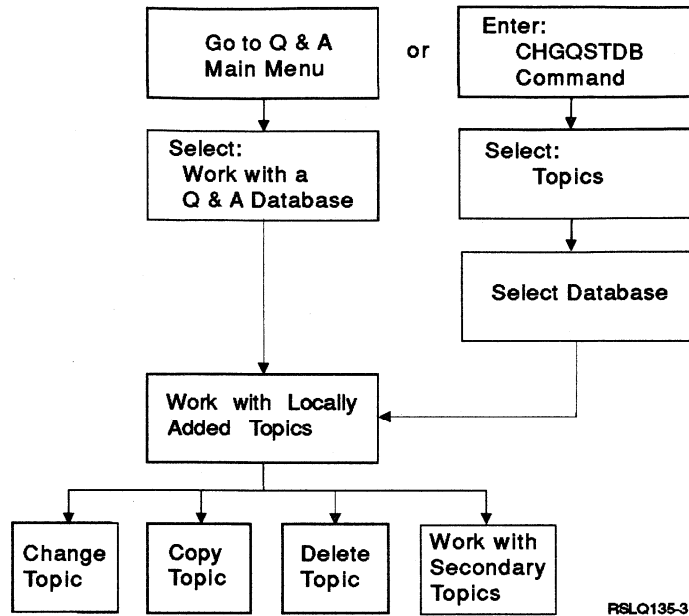 Go to Q & A
Main Menu
or
Enter:
CHGQSTDB
Command
Select:
Work with a
Q & A Database
Select:
Topics
Select Database
Work with Locally
Added Topics
Change
Topic
Copy
Topic
Delete
Topic
Work with
Secondary
Topics
RSLQ135-3